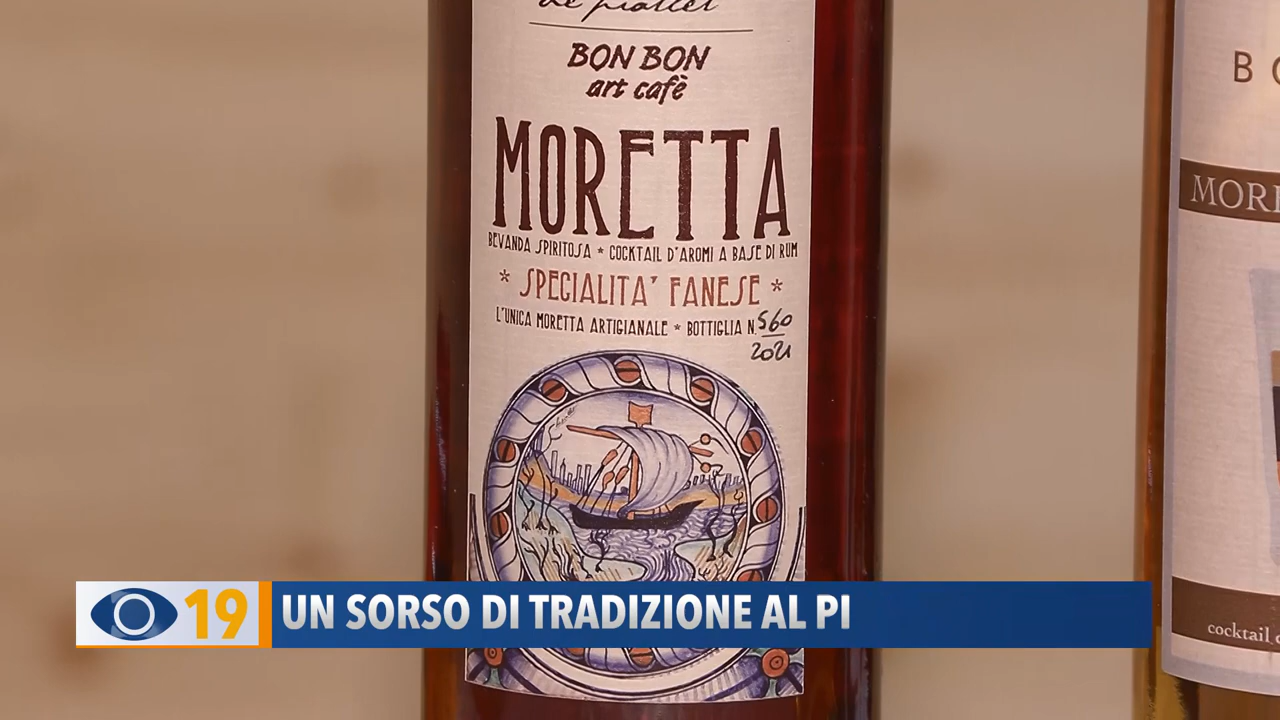 BON BON
art cafè
MORETTA
BEVANDA SPIRITOSA * COCKTAIL D'AROMI A BASE DI RUM
* SPECIALITA' FANESE *
L'UNICA MORETTA ARTIGIANALE * BOTTIGLIA N. 560
2021
19 UN SORSO DI TRADIZIONE AL PI
cocktail